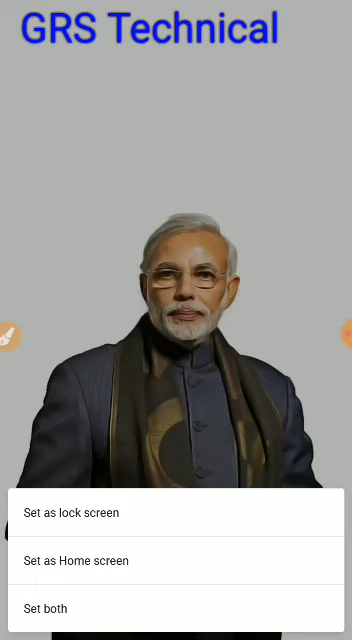 GRS Technical
Set as lock screen
Set as Home screen
Set both